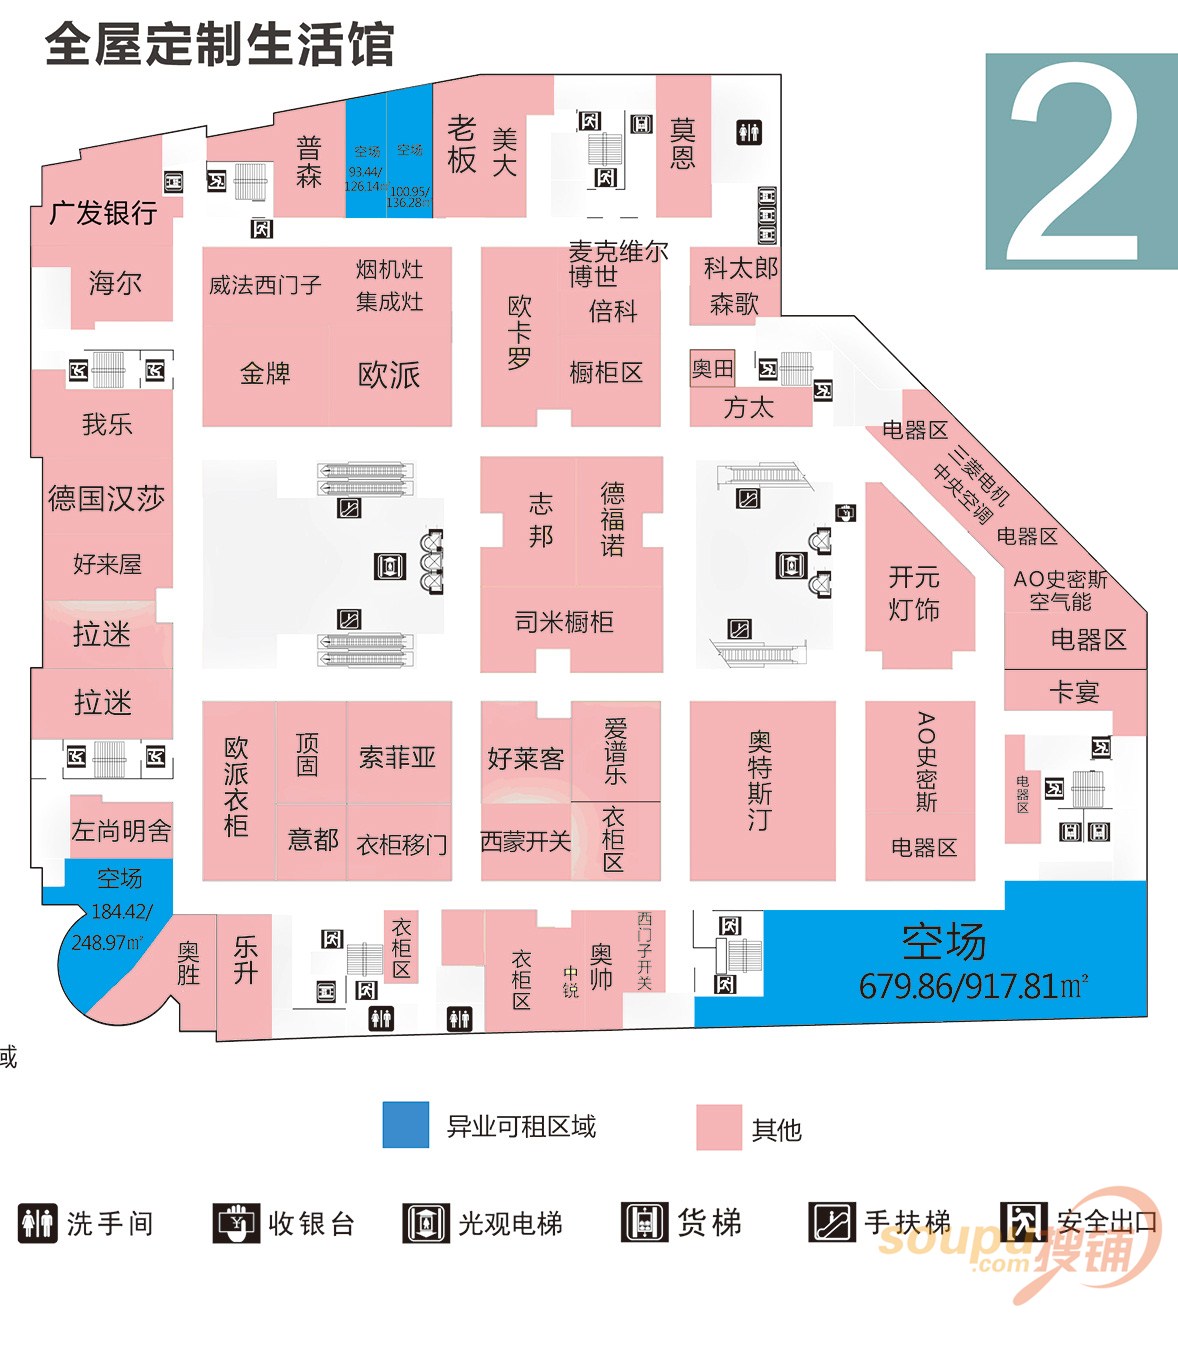 全屋定制生活馆
2
普森
空场
93.44/
126.14㎡
空场
100.95/
136.28㎡
老板
美大
莫恩
广发银行
海尔
威法西门子
烟机灶
集成灶
金牌
欧派
欧卡罗
麦克维尔
博世
倍科
橱柜区
科太郎
森歌
奥田
方太
我乐
德国汉莎
好来屋
拉迷
拉迷
志邦
德福诺
司米橱柜
电器区
三菱电机
中央空调
电器区
开元
灯饰
AO史密斯
空气能
电器区
卡宴
欧派衣柜
顶固
索菲亚
意都
衣柜移门
好莱客
爱谱乐
西蒙开关
衣柜区
奥特斯汀
AO史密斯
电器区
电器区
左尚明舍
空场
184.42/
248.97㎡
奥胜
乐升
衣柜区
衣柜区
中锐
奥帅
西门子开关
空场
679.86/917.81㎡
域
异业可租区域
其他
洗手间
收银台
光观电梯
货梯
手扶梯
安全出口
soupu
.com
搜铺